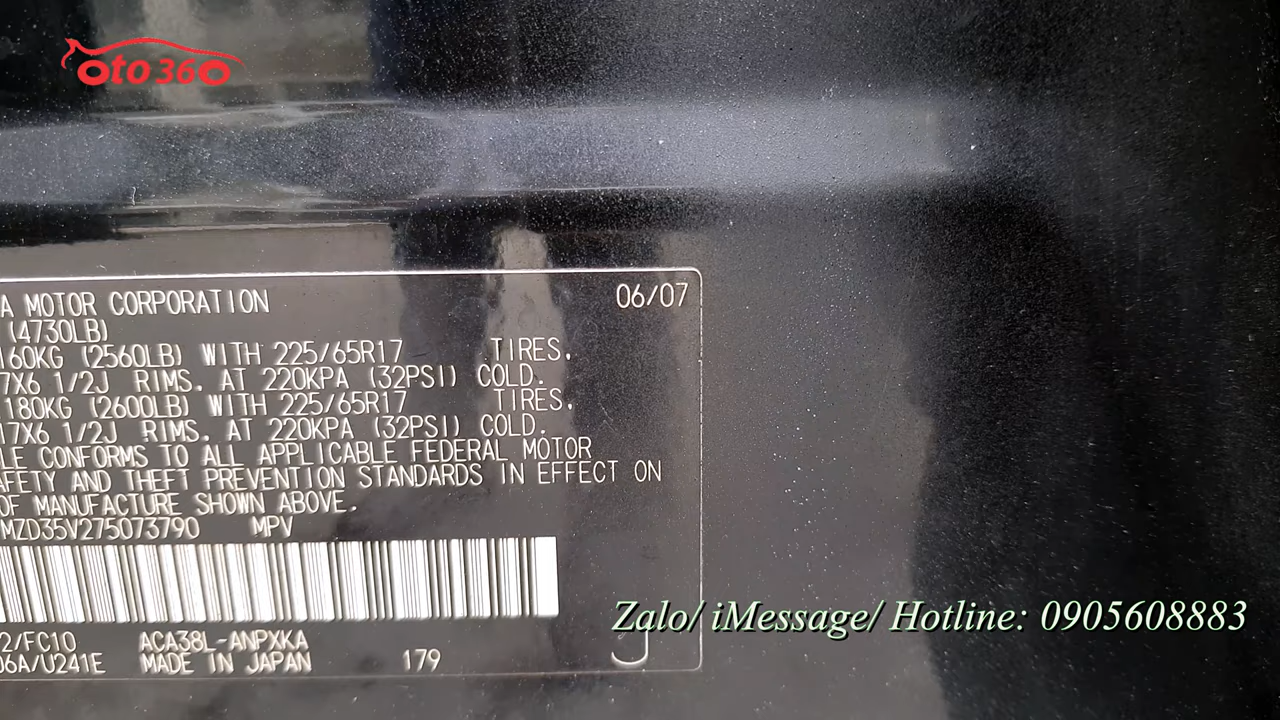 oto360
A MOTOR CORPORATION 06/07
(4730LB)
160KG (2560LB) WITH 225/65R17 TIRES.
17X6 1/2J RIMS. AT 220KPA (32PSI) COLD.
180KG (2600LB) WITH 225/65R17 TIRES.
17X6 1/2J RIMS. AT 220KPA (32PSI) COLD.
LE CONFORMS TO ALL APPLICABLE FEDERAL MOTOR
AFETY AND THEFT PREVENTION STANDARDS IN EFFECT ON
OF MANUFACTURE SHOWN ABOVE.
MZD35V275073790 MPV
2/FC10 ACA38L-ANPXKA
06A/U241E MADE IN JAPAN 179 J
Zalo/ iMessage/ Hotline: 0905608883